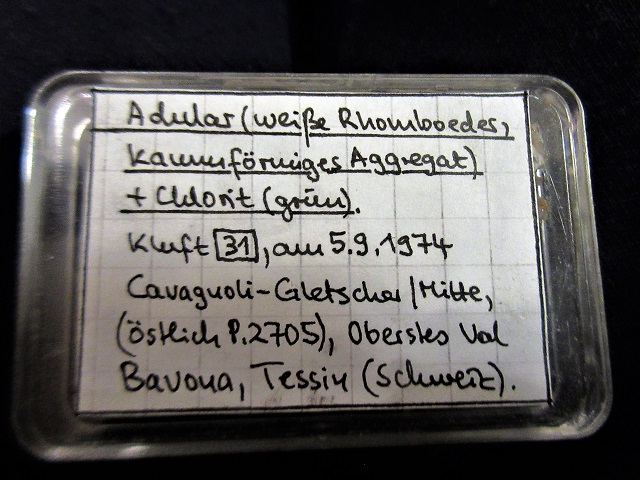 Adular (weiße Rhomboeder,
kammförmiges Aggregat)
+ Chlorit (grün).
Kluft 31, am 5.9.1974
Cavagnoli-Gletscher/Mitte,
(östlich P.2705), Oberstes Val
Bavona, Tessin (Schweiz).